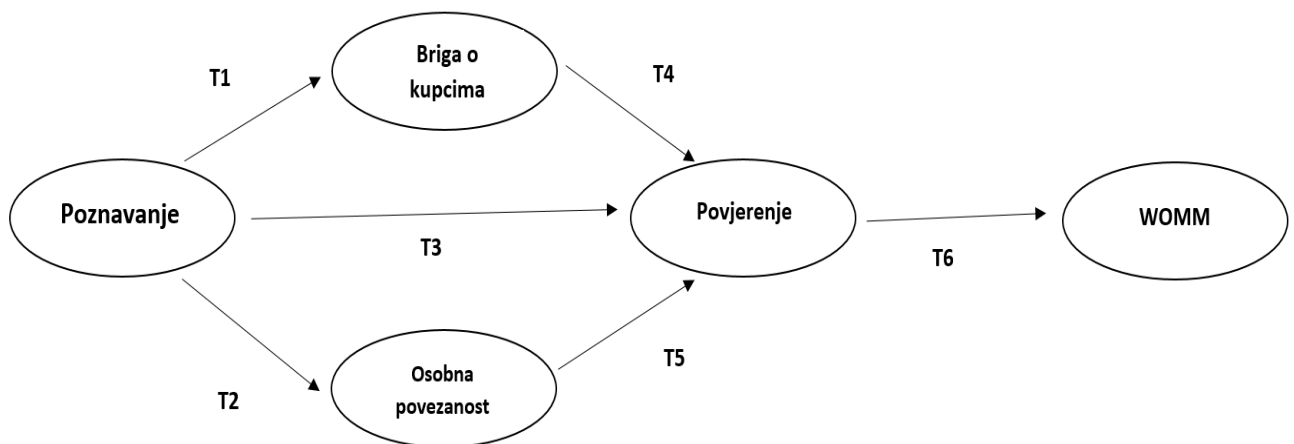 Briga o
kupcima
T1
T4
Poznavanje
Povjerenje
WOMM
T3
T6
Osobna
povezanost
T2
T5